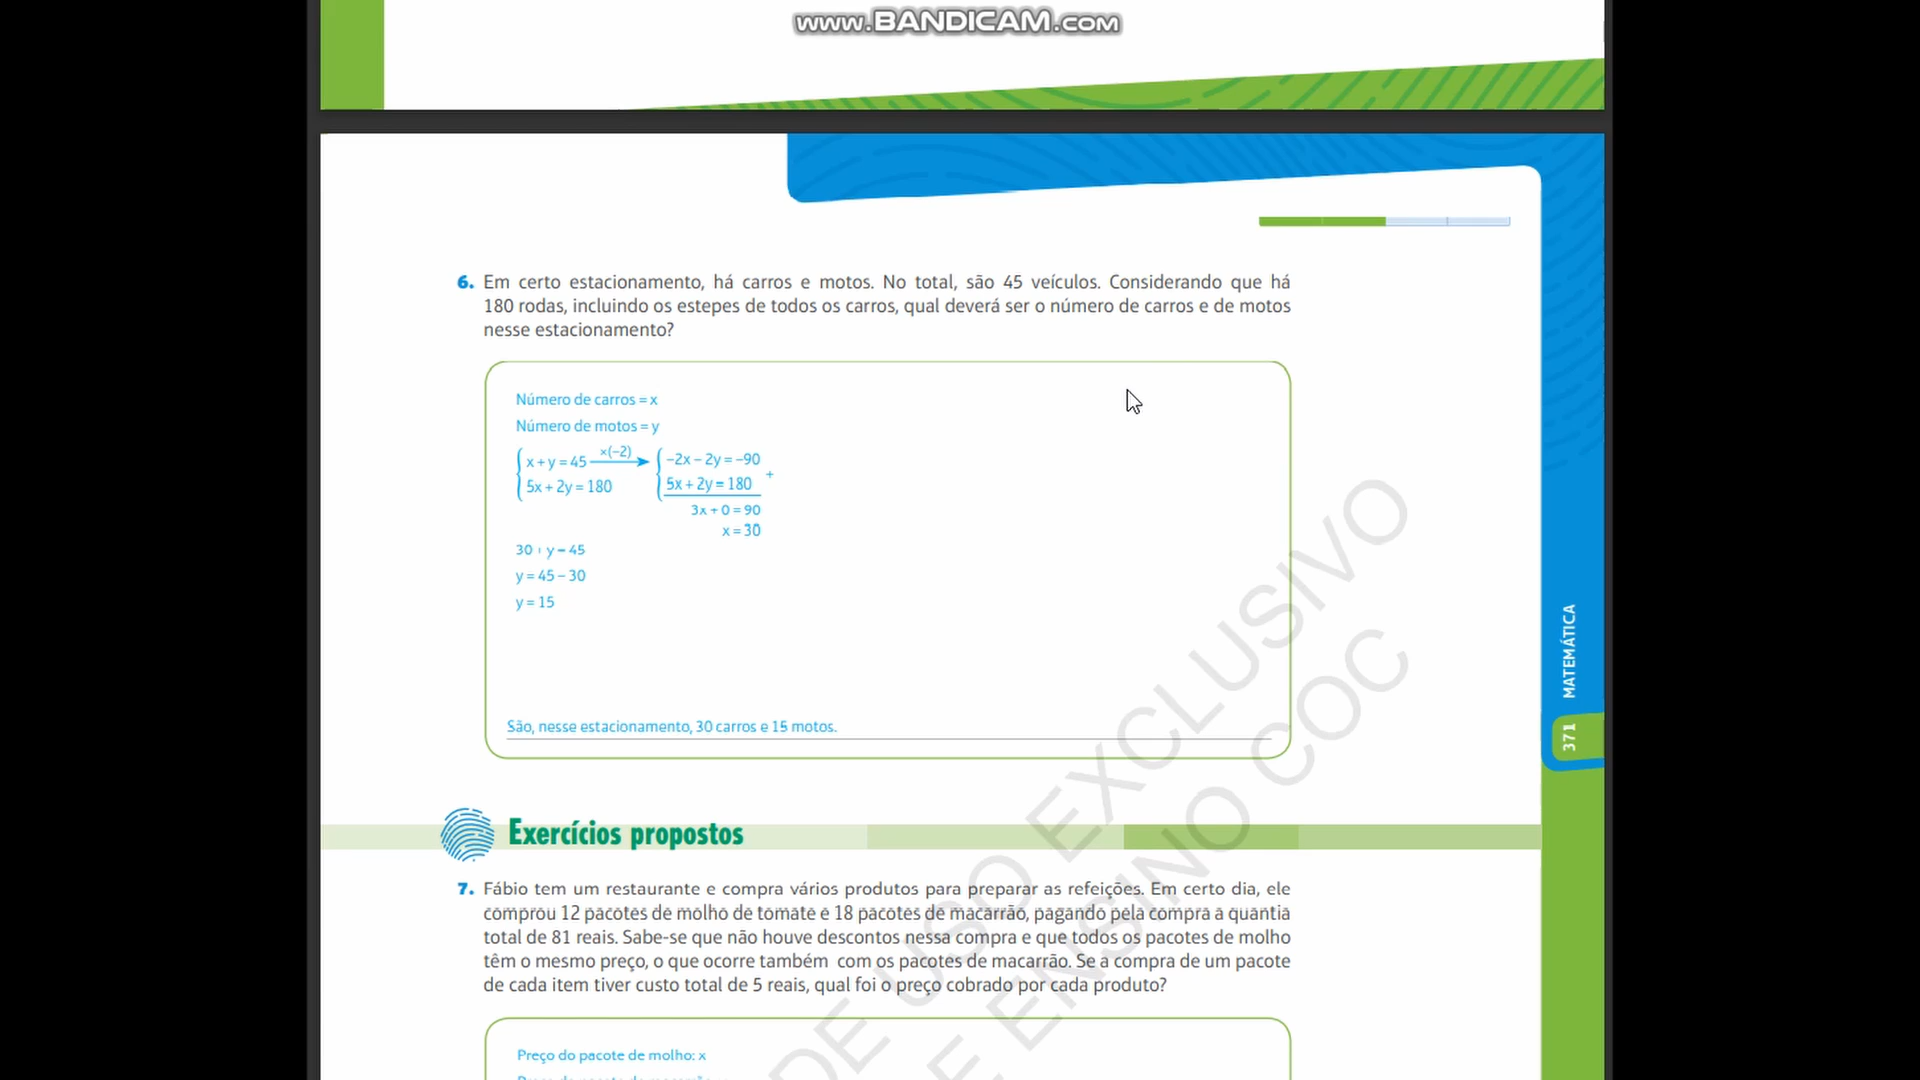 www.BANDICAM.com
6. Em certo estacionamento, há carros e motos. No total, são 45 veículos. Considerando que há
180 rodas, incluindo os estepes de todos os carros, qual deverá ser o número de carros e de motos
nesse estacionamento?
Número de carros = x
Número de motos = y
x + y = 45 x(–2) –2x – 2y = –90
5x + 2y = 180 5x + 2y = 180 +
3x + 0 = 90
x = 30
30 + y = 45
y = 45 – 30
y = 15
São, nesse estacionamento, 30 carros e 15 motos.
MATEMÁTICA
371
Exercícios propostos
7. Fábio tem um restaurante e compra vários produtos para preparar as refeições. Em certo dia, ele
comprou 12 pacotes de molho de tomate e 18 pacotes de macarrão, pagando pela compra a quantia
total de 81 reais. Sabe-se que não houve descontos nessa compra e que todos os pacotes de molho
têm o mesmo preço, o que ocorre também com os pacotes de macarrão. Se a compra de um pacote
de cada item tiver custo total de 5 reais, qual foi o preço cobrado por cada produto?
Preço do pacote de molho: x
DE USO EXCLUSIVO
E ENSINO COC